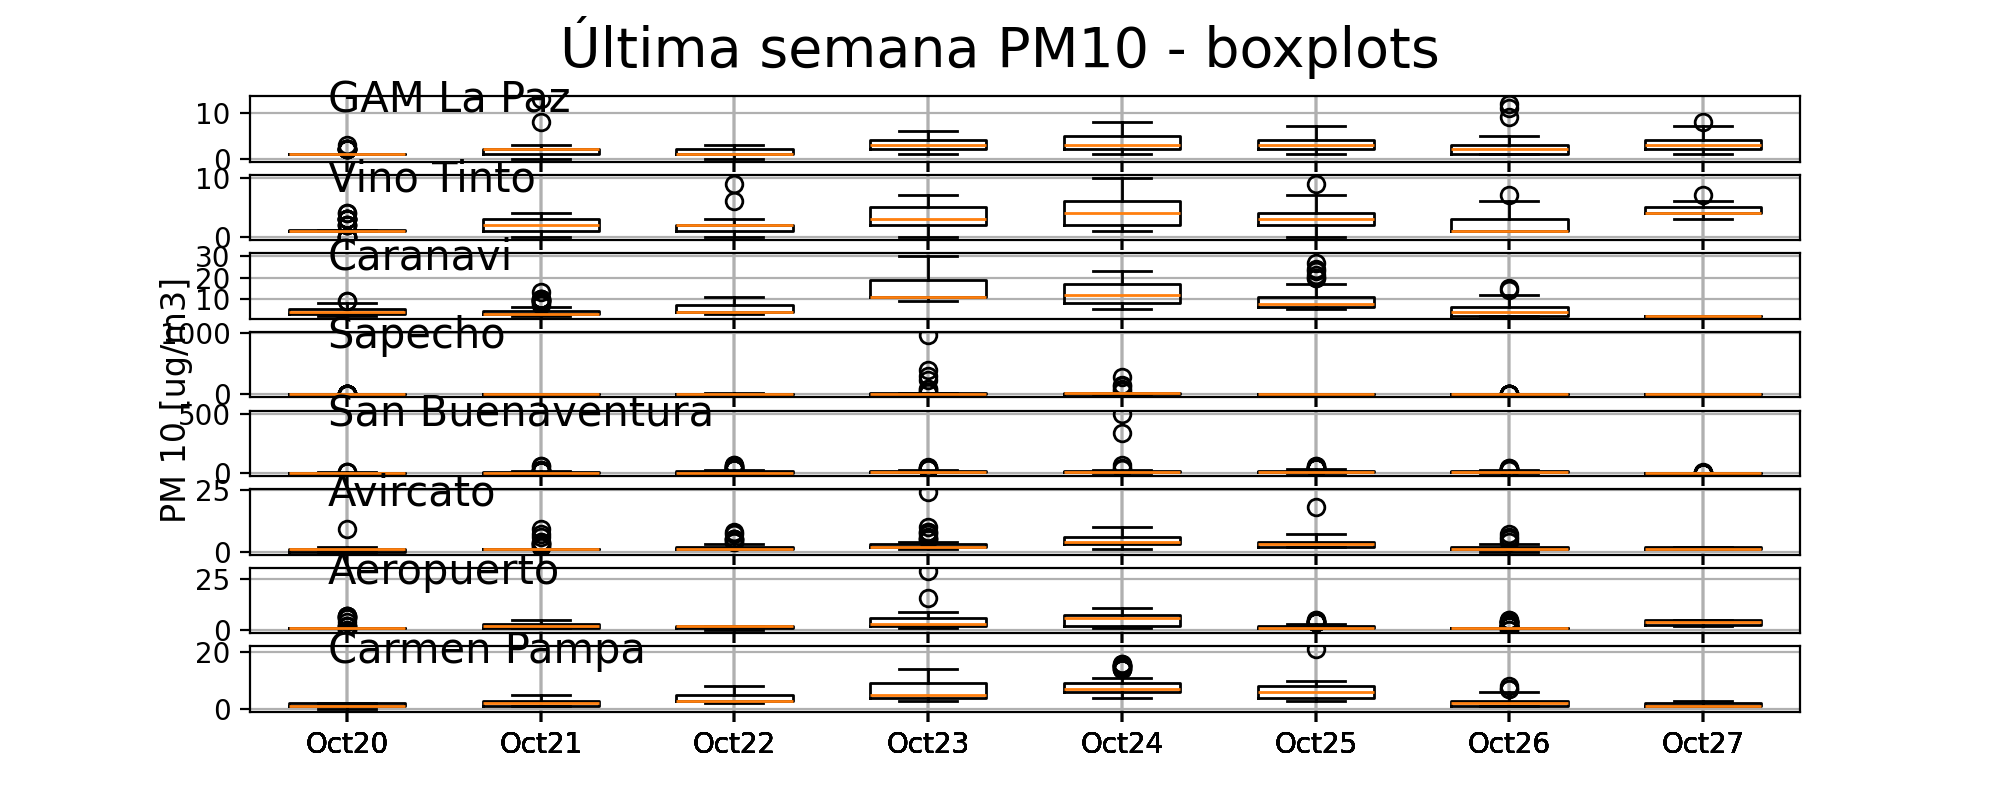 Última semana PM10 - boxplots
GAM La Paz
10
0
Vino Tinto
10
0
Caranavi
30
20
10
Sapecho
1000
0
San Buenaventura
500
0
Avircato
25
0
Aeropuerto
25
0
Carmen Pampa
20
0
PM 10 [ug/m3]
Oct20 Oct21 Oct22 Oct23 Oct24 Oct25 Oct26 Oct27